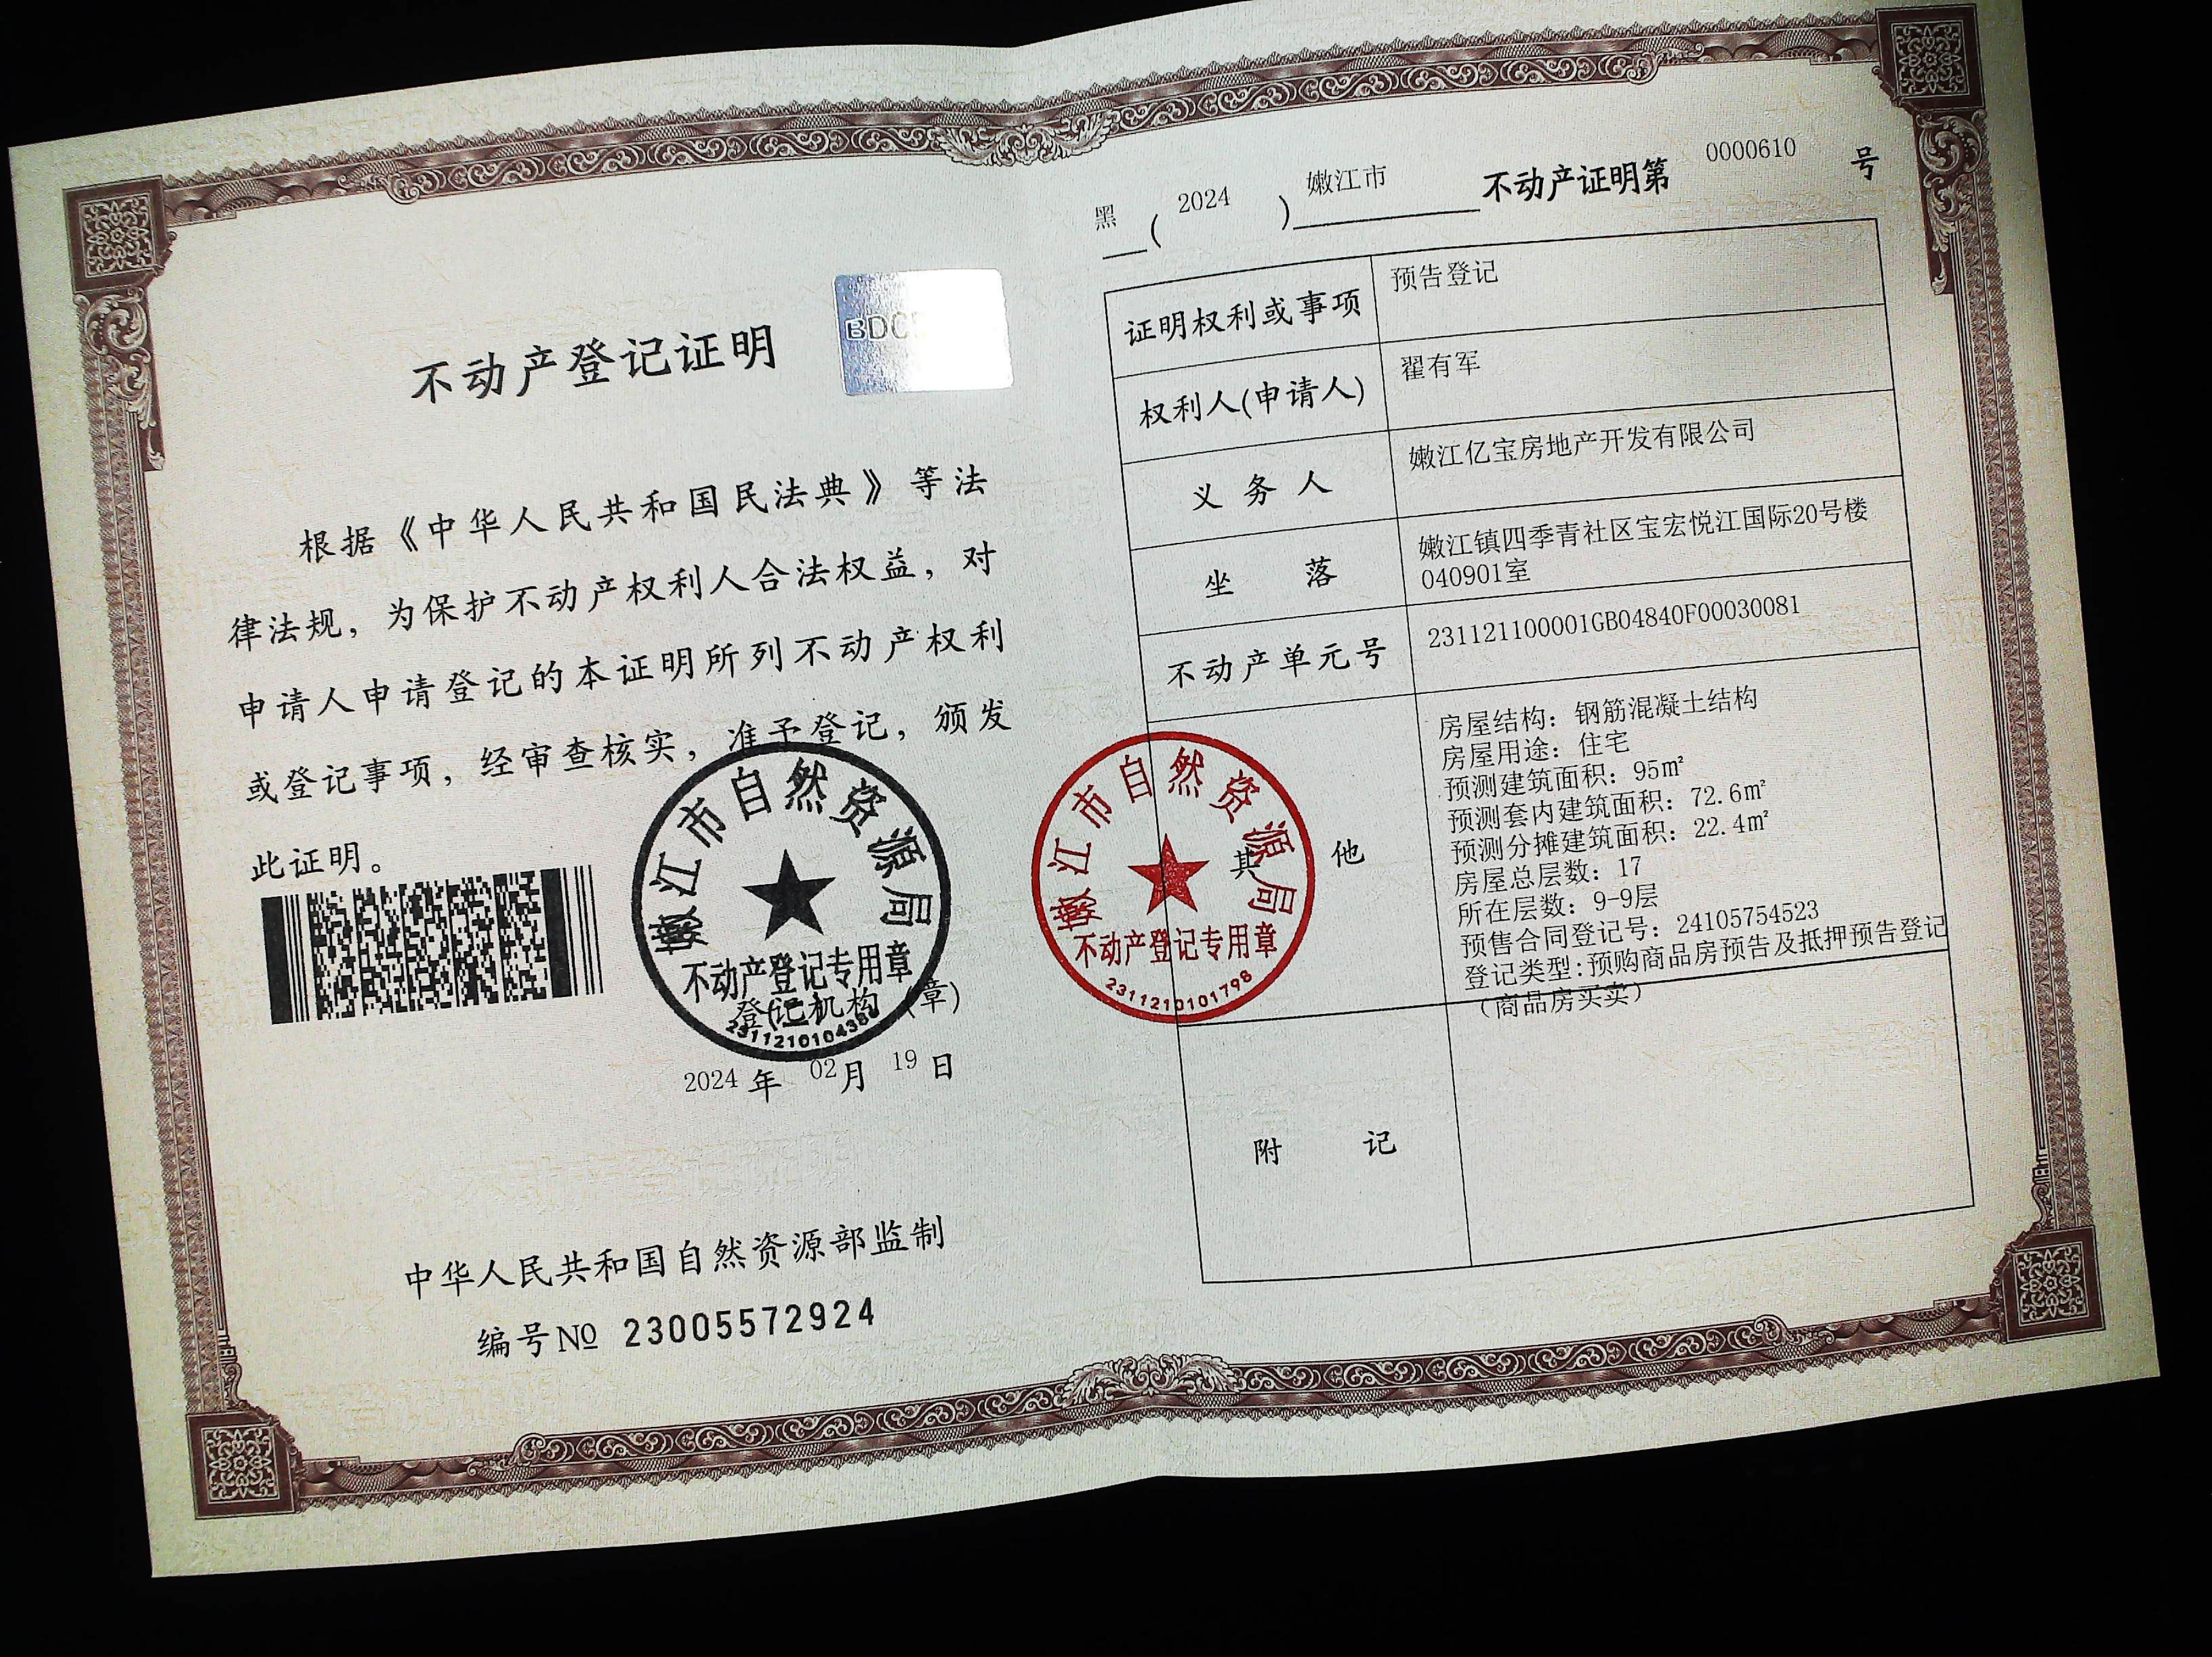 不动产登记证明
BDC
根据《中华人民共和国民法典》等法
律法规，为保护不动产权利人合法权益，对
申请人申请登记的本证明所列不动产权利
或登记事项，经审查核实，准予登记，颁发
此证明。
嫩江市自然资源局
不动产登记专用章
登记机构（章）
2024 年 02 月 19 日
中华人民共和国自然资源部监制
编号№ 23005572924
黑 ( 2024 ) 嫩江市 不动产证明第 0000610 号
证明权利或事项 预告登记
权利人(申请人) 翟有军
义务人 嫩江亿宝房地产开发有限公司
坐落 嫩江镇四季青社区宝宏悦江国际20号楼
040901室
不动产单元号 231121100001GB04840F00030081
其他
房屋结构：钢筋混凝土结构
房屋用途：住宅
预测建筑面积：95㎡
预测套内建筑面积：72.6㎡
预测分摊建筑面积：22.4㎡
房屋总层数：17
所在层数：9-9层
预售合同登记号：24105754523
登记类型:预购商品房预告及抵押预告登记
（商品房买卖）
嫩江市自然资源局
不动产登记专用章
2311210101798
附记